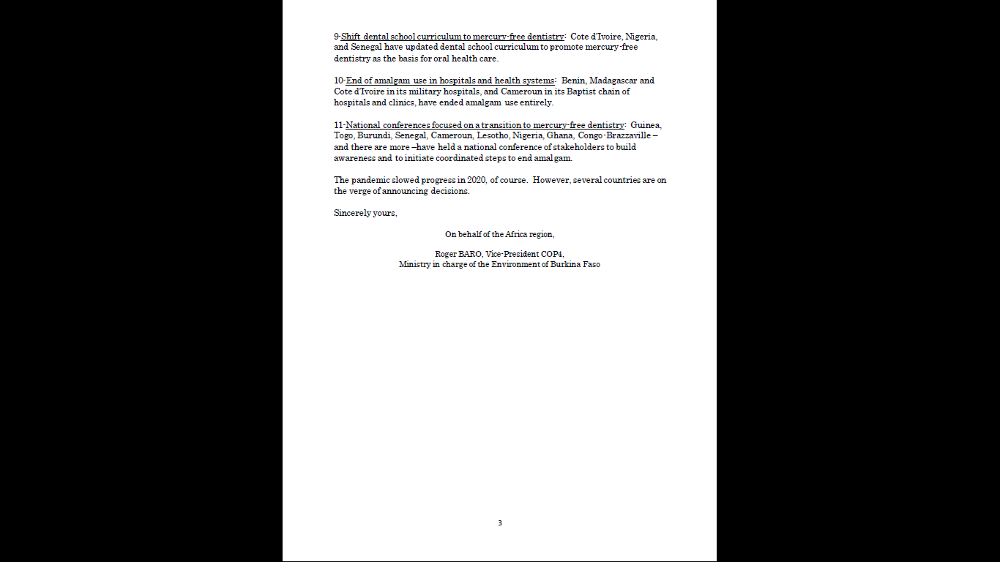 9-Shift dental school curriculum to mercury-free dentistry:  Cote d'Ivoire, Nigeria,
and Senegal have updated dental school curriculum to promote mercury-free
dentistry as the basis for oral health care.
10-End of amalgam use in hospitals and health systems:  Benin, Madagascar and
Cote d'Ivoire in its military hospitals, and Cameroun in its Baptist chain of
hospitals and clinics, have ended amalgam use entirely.
11-National conferences focused on a transition to mercury-free dentistry:  Guinea,
Togo, Burundi, Senegal, Cameroun, Lesotho, Nigeria, Ghana, Congo-Brazzaville –
and there are more –have held a national conference of stakeholders to build
awareness and to initiate coordinated steps to end amalgam.
The pandemic slowed progress in 2020, of course.  However, several countries are on
the verge of announcing decisions.
Sincerely yours,
On behalf of the Africa region,
Roger BARO, Vice-President COP4,
Ministry in charge of the Environment of Burkina Faso
3